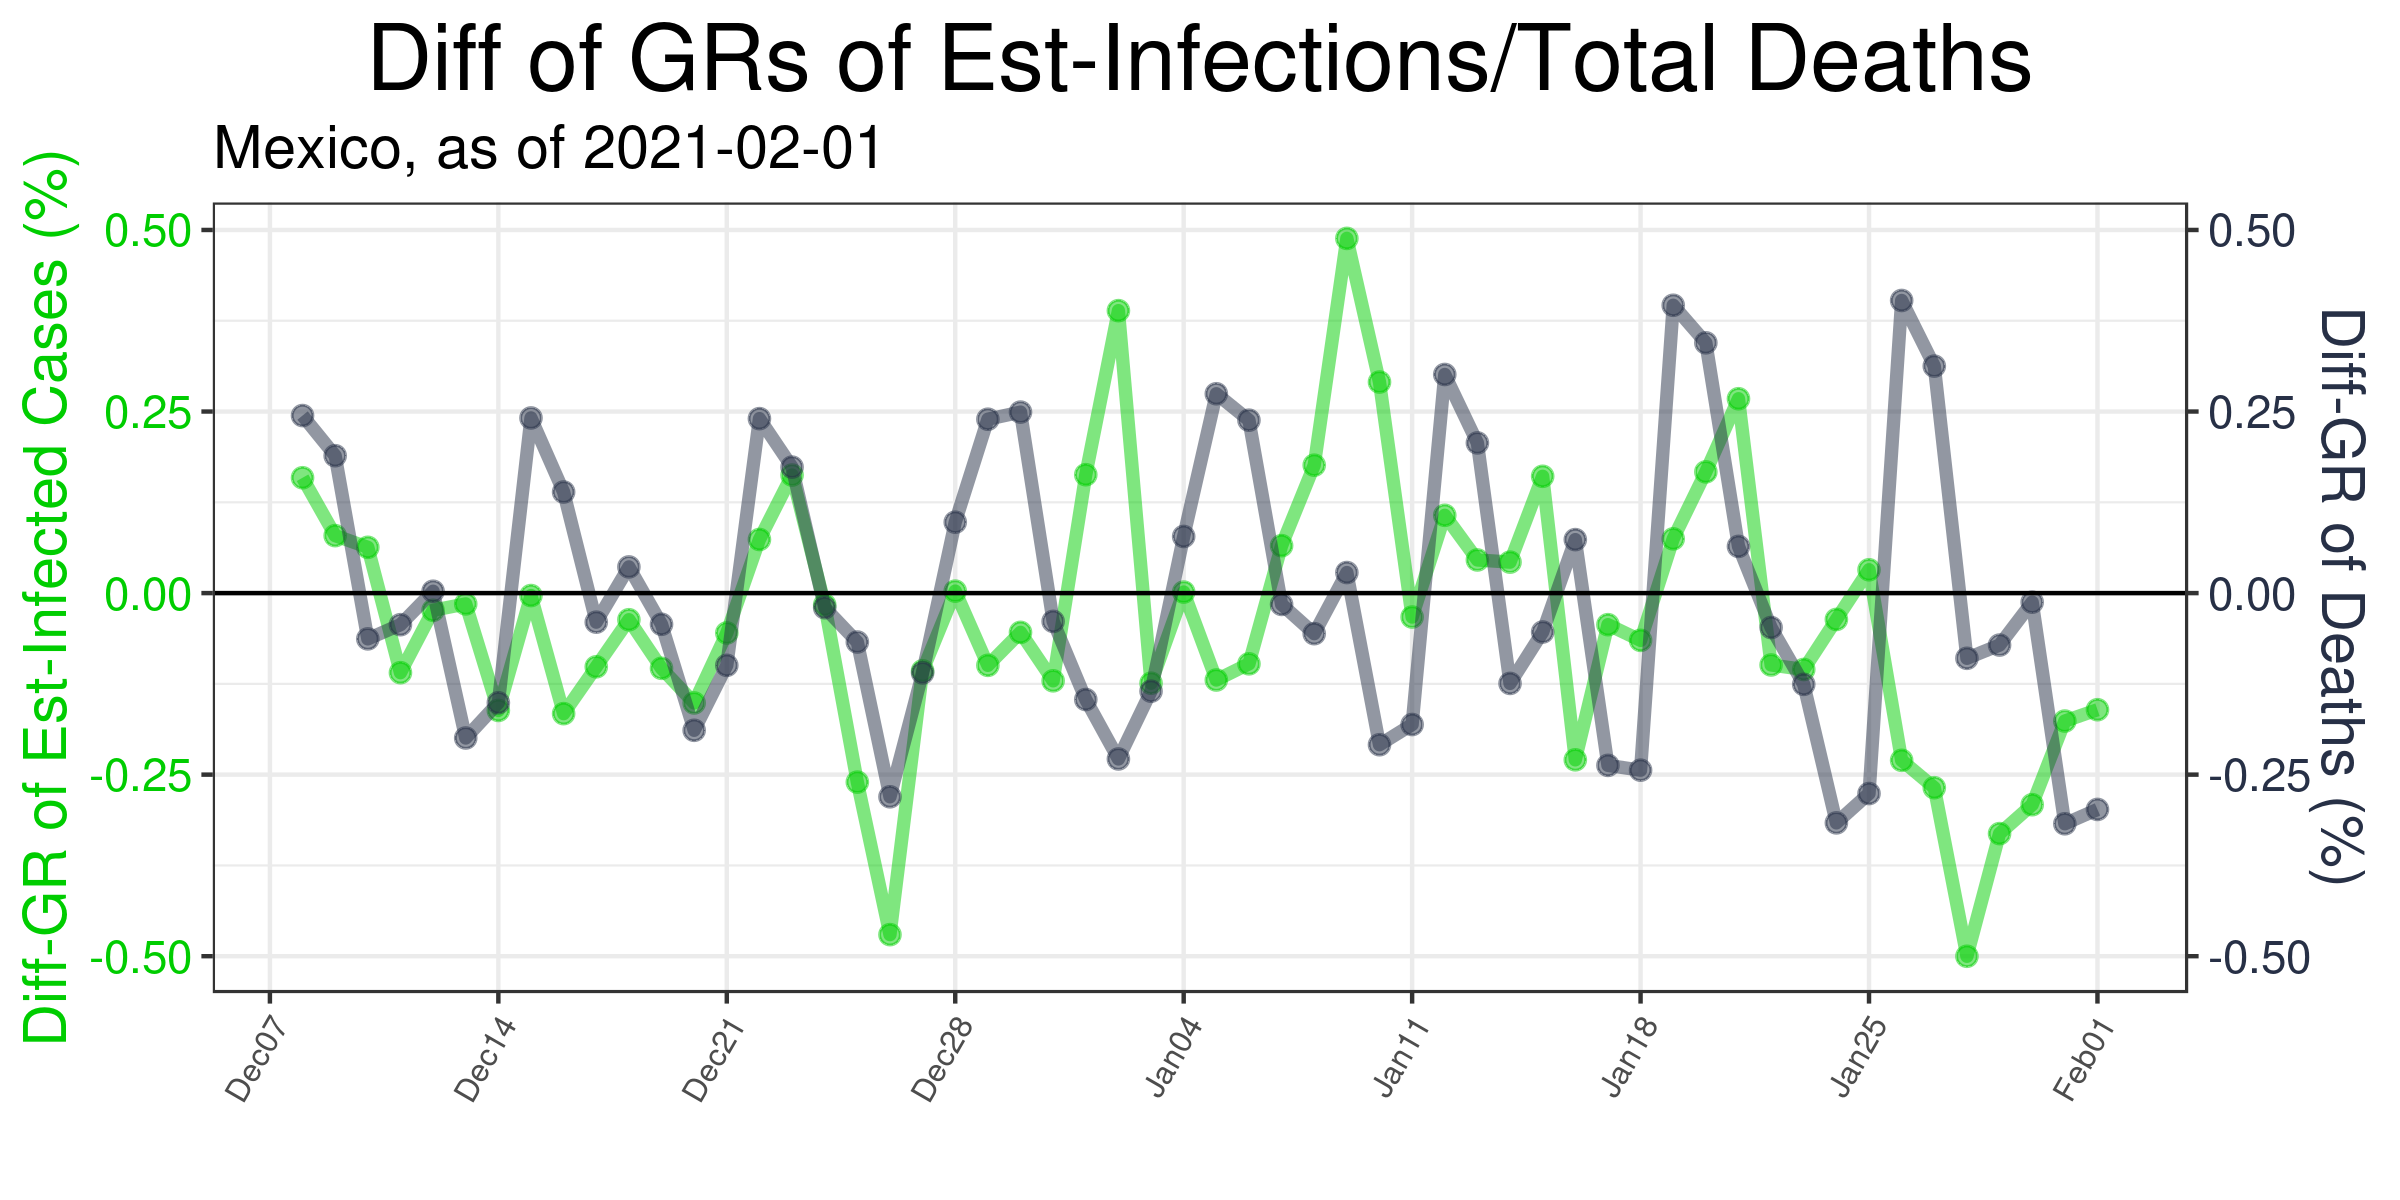 Diff of GRs of Est-Infections/Total Deaths
Mexico, as of 2021-02-01
Diff-GR of Est-Infected Cases (%)
0.50
0.25
0.00
-0.25
-0.50
0.50
0.25
0.00
-0.25
-0.50
Diff-GR of Deaths (%)
Dec07
Dec14
Dec21
Dec28
Jan04
Jan11
Jan18
Jan25
Feb01